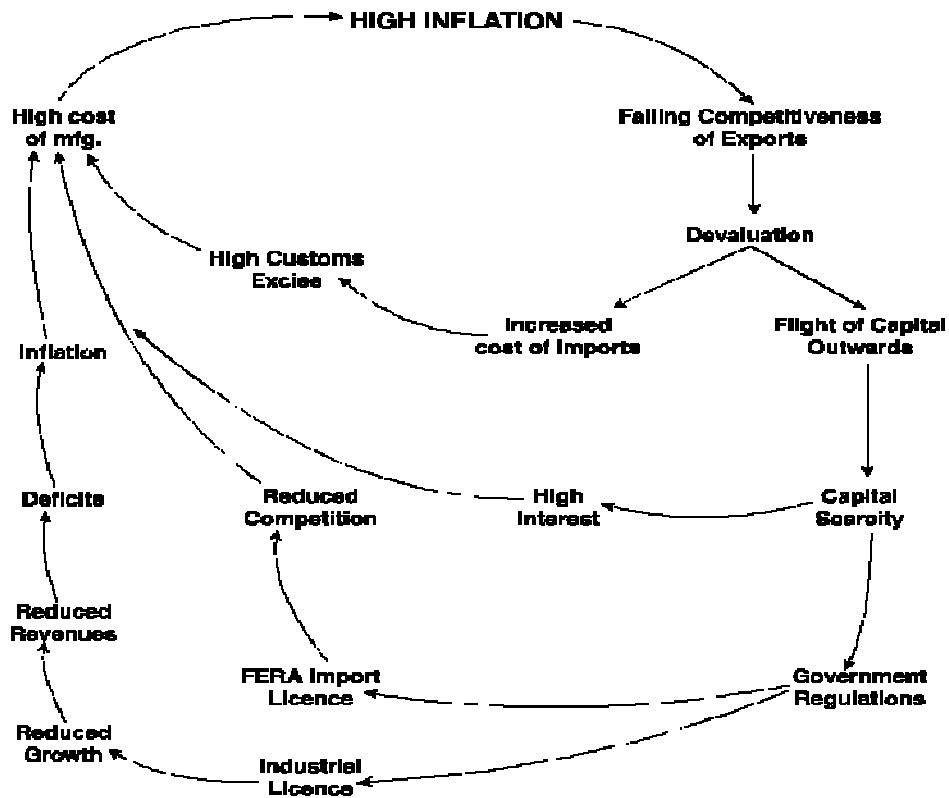 HIGH INFLATION
High cost
of mfg.
Falling Competitiveness
of Exports
Devaluation
High Customs
Excise
Increased
cost of Imports
Flight of Capital
Outwards
Inflation
Deficits
Reduced
Competition
High
Interest
Capital
Scarcity
Reduced
Revenues
FERA Import
Licence
Government
Regulations
Reduced
Growth
Industrial
Licence